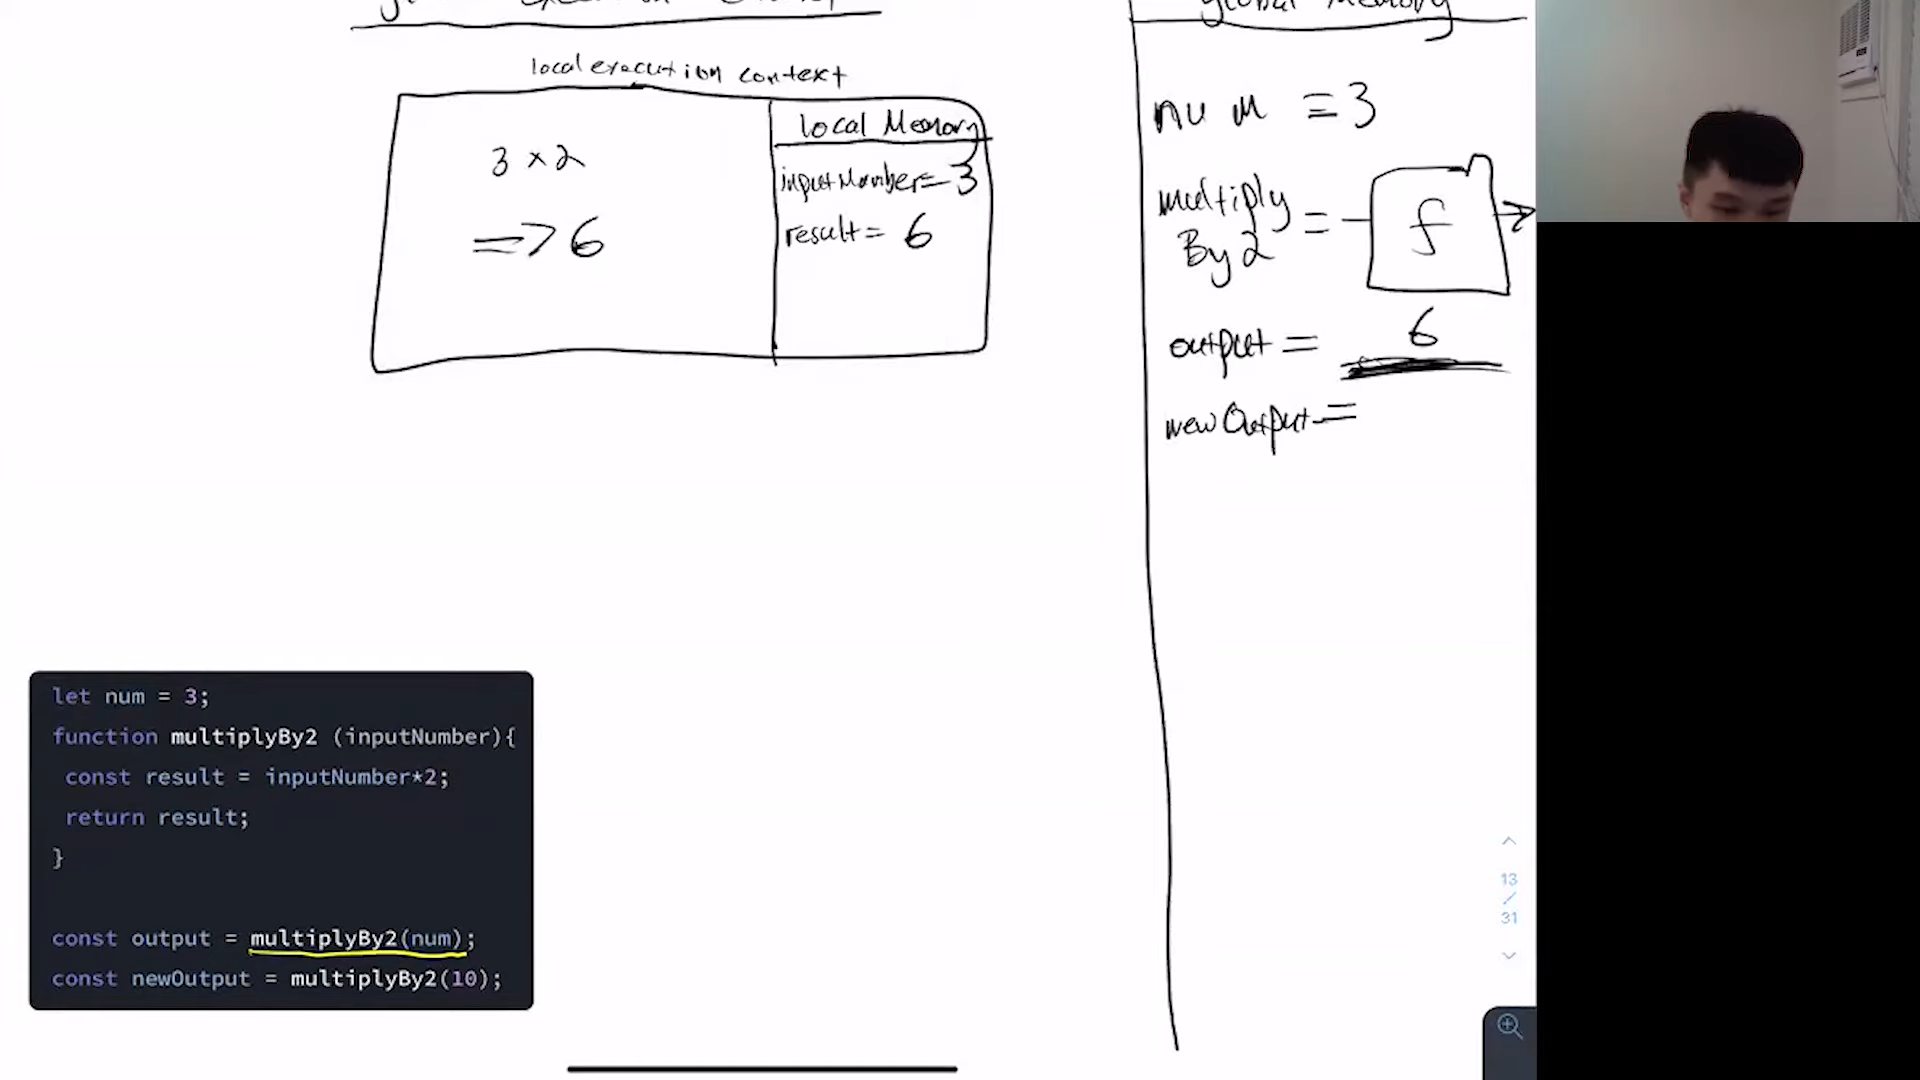 global Memory
local execution context
local Memory
3 × 2
inputNumber = 3
=> 6
result = 6
num = 3
multiply
By 2 = f
output = 6
newOutput =
let num = 3;
function multiplyBy2 (inputNumber){
const result = inputNumber*2;
return result;
}
const output = multiplyBy2(num);
const newOutput = multiplyBy2(10);
13
/
31